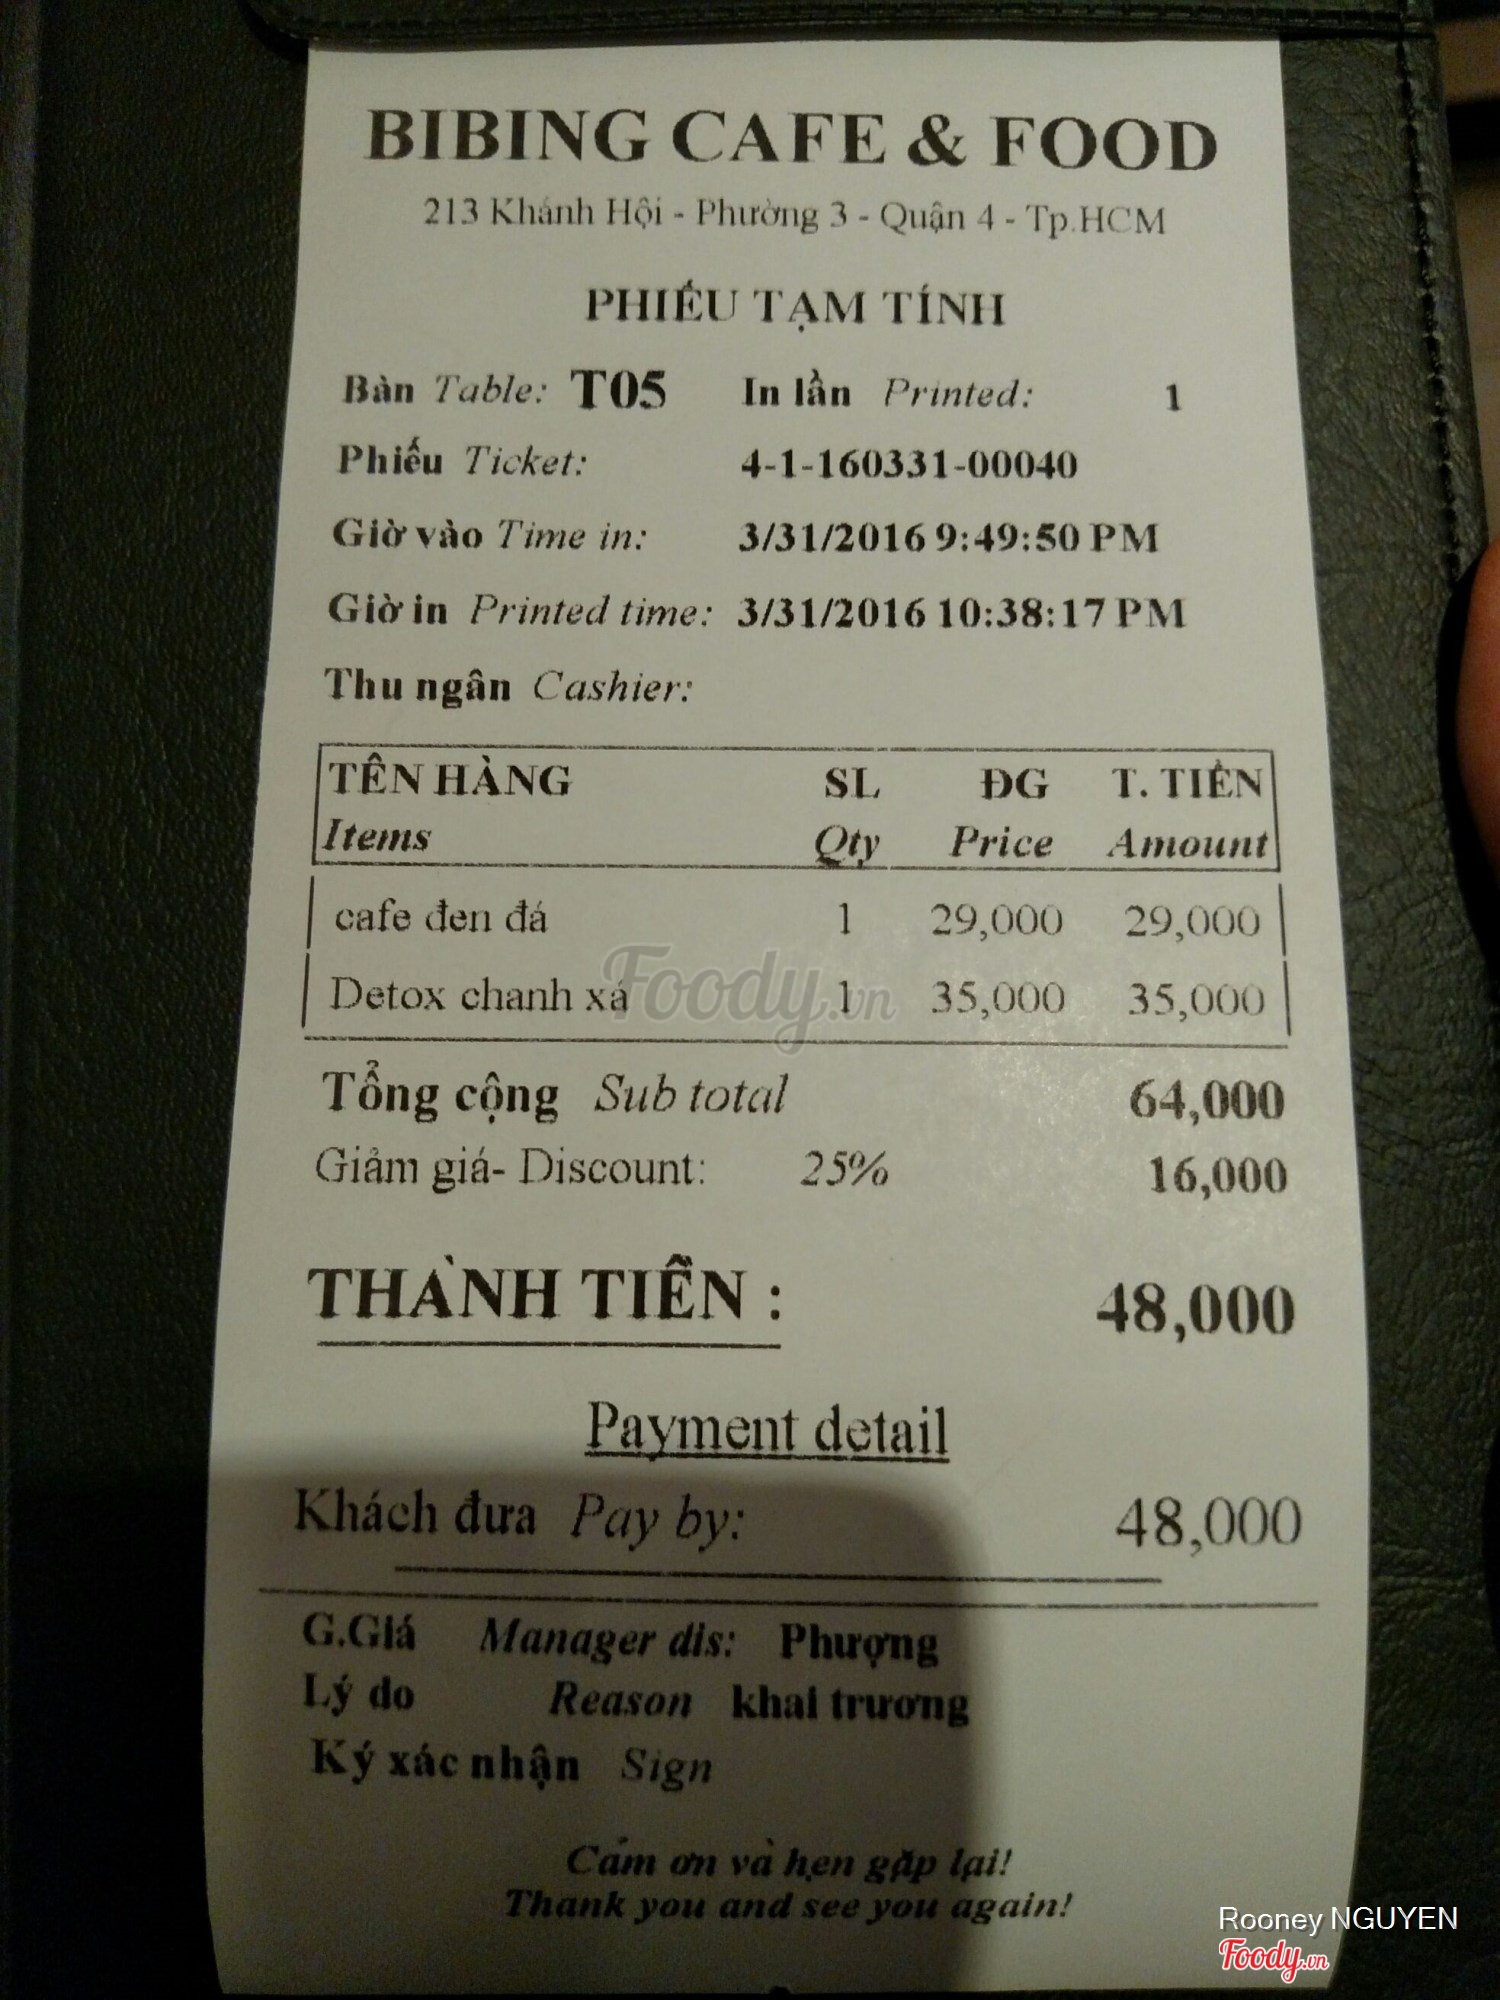 BIBING CAFE & FOOD
213 Khánh Hội - Phường 3 - Quận 4 - Tp.HCM
PHIẾU TẠM TÍNH
Bàn Table: T05 In lần Printed: 1
Phiếu Ticket: 4-1-160331-00040
Giờ vào Time in: 3/31/2016 9:49:50 PM
Giờ in Printed time: 3/31/2016 10:38:17 PM
Thu ngân Cashier:
TÊN HÀNG SL ĐG T. TIỀN
Items Qty Price Amount
cafe đen đá 1 29,000 29,000
Detox chanh xả 1 35,000 35,000
Foody.vn
Tổng cộng Sub total 64,000
Giảm giá- Discount: 25% 16,000
THÀNH TIỀN : 48,000
Payment detail
Khách đưa Pay by: 48,000
G.Giá Manager dis: Phượng
Lý do Reason khai trương
Ký xác nhận Sign
Cám ơn và hẹn gặp lại!
Thank you and see you again!
Rooney NGUYEN
Foody.vn